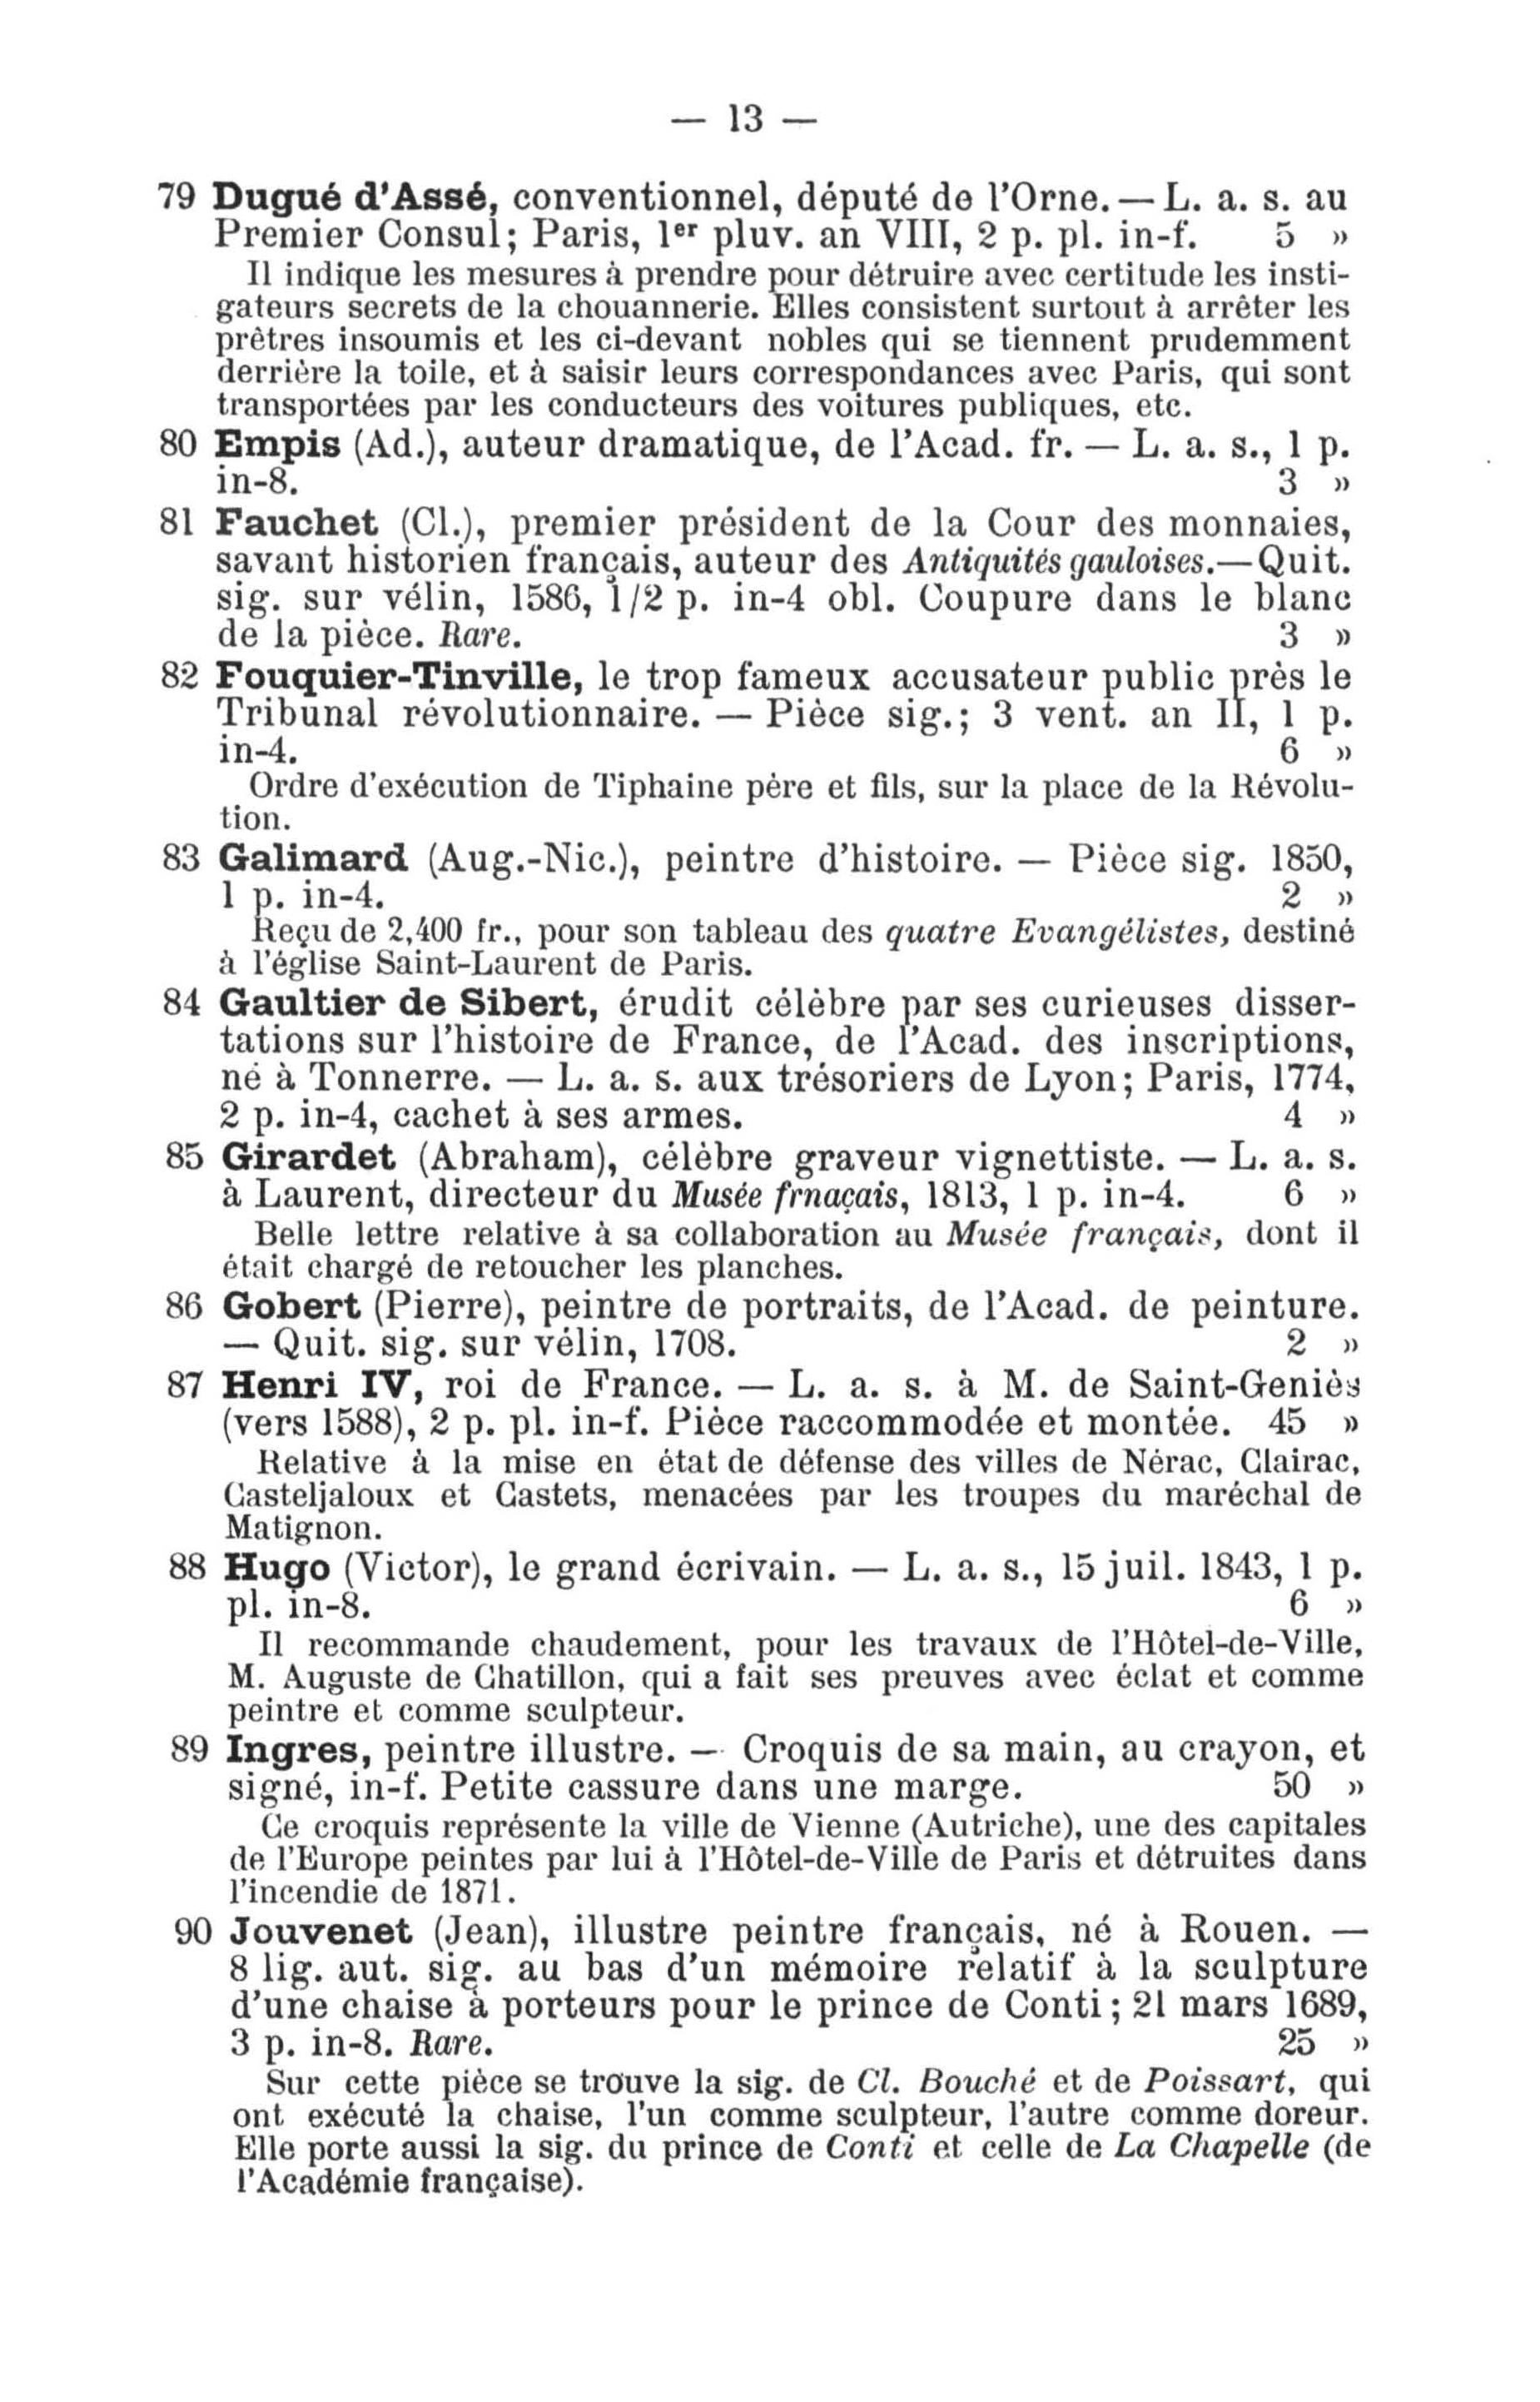 — 13 —
79 Dugué d'Assé, conventionnel, député de l'Orne. — L. a. s. au
Premier Consul; Paris, 1er pluv. an VIII, 2 p. pl. in-f. 5 »
Il indique les mesures à prendre pour détruire avec certitude les insti-
gateurs secrets de la chouannerie. Elles consistent surtout à arrêter les
prêtres insoumis et les ci-devant nobles qui se tiennent prudemment
derrière la toile, et à saisir leurs correspondances avec Paris, qui sont
transportées par les conducteurs des voitures publiques, etc.
80 Empis (Ad.), auteur dramatique, de l'Acad. fr. — L. a. s., 1 p.
in-8. 3 »
81 Fauchet (Cl.), premier président de la Cour des monnaies,
savant historien français, auteur des Antiquités gauloises. — Quit.
sig. sur vélin, 1586, 1/2 p. in-4 obl. Coupure dans le blanc
de la pièce. Rare. 3 »
82 Fouquier-Tinville, le trop fameux accusateur public près le
Tribunal révolutionnaire. — Pièce sig.; 3 vent. an II, 1 p.
in-4. 6 »
Ordre d'exécution de Tiphaine père et fils, sur la place de la Révolu-
tion.
83 Galimard (Aug.-Nic.), peintre d'histoire. — Pièce sig. 1850,
1 p. in-4. 2 »
Reçu de 2,400 fr., pour son tableau des quatre Evangélistes, destiné
à l'église Saint-Laurent de Paris.
84 Gaultier de Sibert, érudit célèbre par ses curieuses disser-
tations sur l'histoire de France, de l'Acad. des inscriptions,
né à Tonnerre. — L. a. s. aux trésoriers de Lyon; Paris, 1774,
2 p. in-4, cachet à ses armes. 4 »
85 Girardet (Abraham), célèbre graveur vignettiste. — L. a. s.
à Laurent, directeur du Musée frnaçais, 1813, 1 p. in-4. 6 »
Belle lettre relative à sa collaboration au Musée français, dont il
était chargé de retoucher les planches.
86 Gobert (Pierre), peintre de portraits, de l'Acad. de peinture.
— Quit. sig. sur vélin, 1708. 2 »
87 Henri IV, roi de France. — L. a. s. à M. de Saint-Geniès
(vers 1588), 2 p. pl. in-f. Pièce raccommodée et montée. 45 »
Relative à la mise en état de défense des villes de Nérac, Clairac,
Casteljaloux et Castets, menacées par les troupes du maréchal de
Matignon.
88 Hugo (Victor), le grand écrivain. — L. a. s., 15 juil. 1843, 1 p.
pl. in-8. 6 »
Il recommande chaudement, pour les travaux de l'Hôtel-de-Ville,
M. Auguste de Chatillon, qui a fait ses preuves avec éclat et comme
peintre et comme sculpteur.
89 Ingres, peintre illustre. — Croquis de sa main, au crayon, et
signé, in-f. Petite cassure dans une marge. 50 »
Ce croquis représente la ville de Vienne (Autriche), une des capitales
de l'Europe peintes par lui à l'Hôtel-de-Ville de Paris et détruites dans
l'incendie de 1871.
90 Jouvenet (Jean), illustre peintre français, né à Rouen. —
8 lig. aut. sig. au bas d'un mémoire relatif à la sculpture
d'une chaise à porteurs pour le prince de Conti; 21 mars 1689,
3 p. in-8. Rare. 25 »
Sur cette pièce se trouve la sig. de Cl. Bouché et de Poissart, qui
ont exécuté la chaise, l'un comme sculpteur, l'autre comme doreur.
Elle porte aussi la sig. du prince de Conti et celle de La Chapelle (de
l'Académie française).